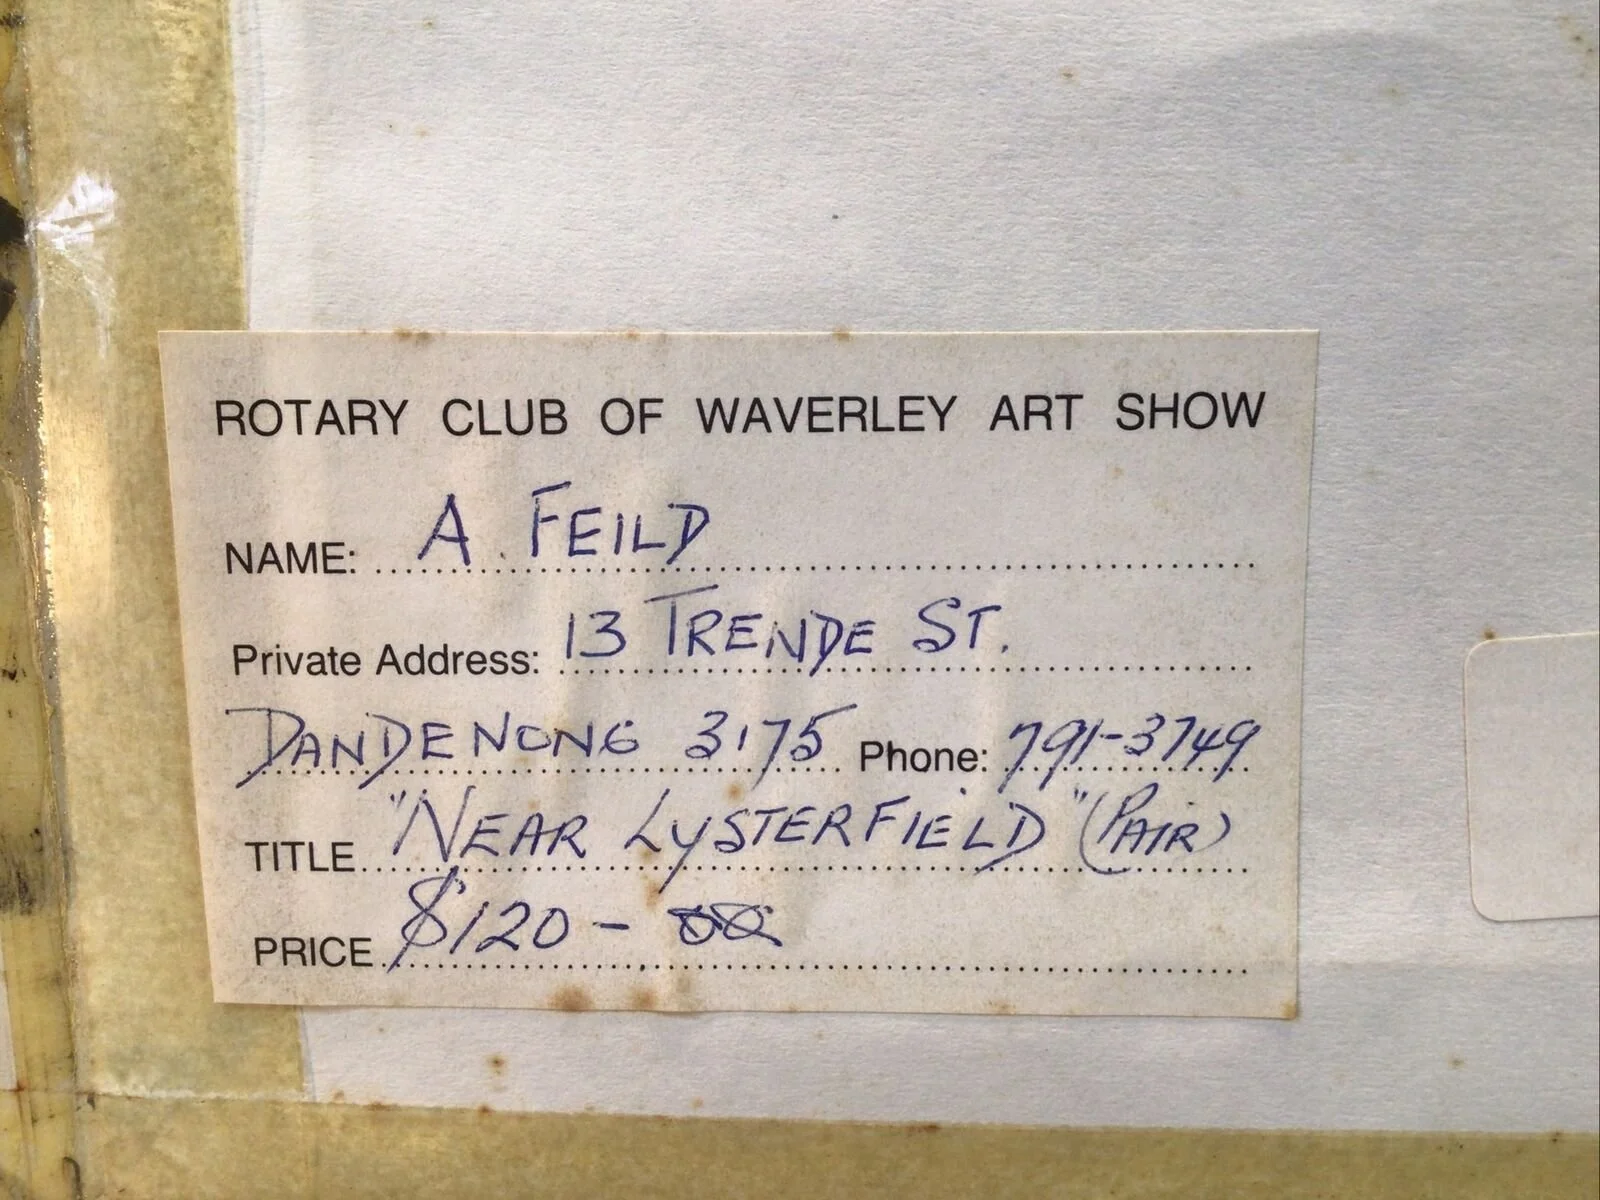 ROTARY CLUB OF WAVERLEY ART SHOW
NAME: A. FEILD
Private Address: 13 TRENDE ST.
DANDENONG 3175 Phone: 791-3749
TITLE "NEAR LYSTERFIELD" (PAIR)
PRICE $120 - 00